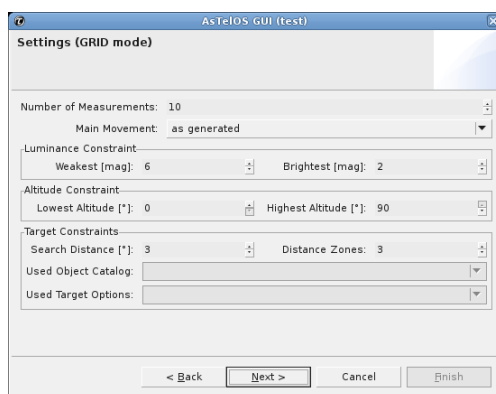 AsTelOS GUI (test)
Settings (GRID mode)
Number of Measurements: 10
Main Movement: as generated
Luminance Constraint
Weakest [mag]: 6 Brightest [mag]: 2
Altitude Constraint
Lowest Altitude [°]: 0 Highest Altitude [°]: 90
Target Constraints
Search Distance [°]: 3 Distance Zones: 3
Used Object Catalog:
Used Target Options:
< Back Next > Cancel Finish